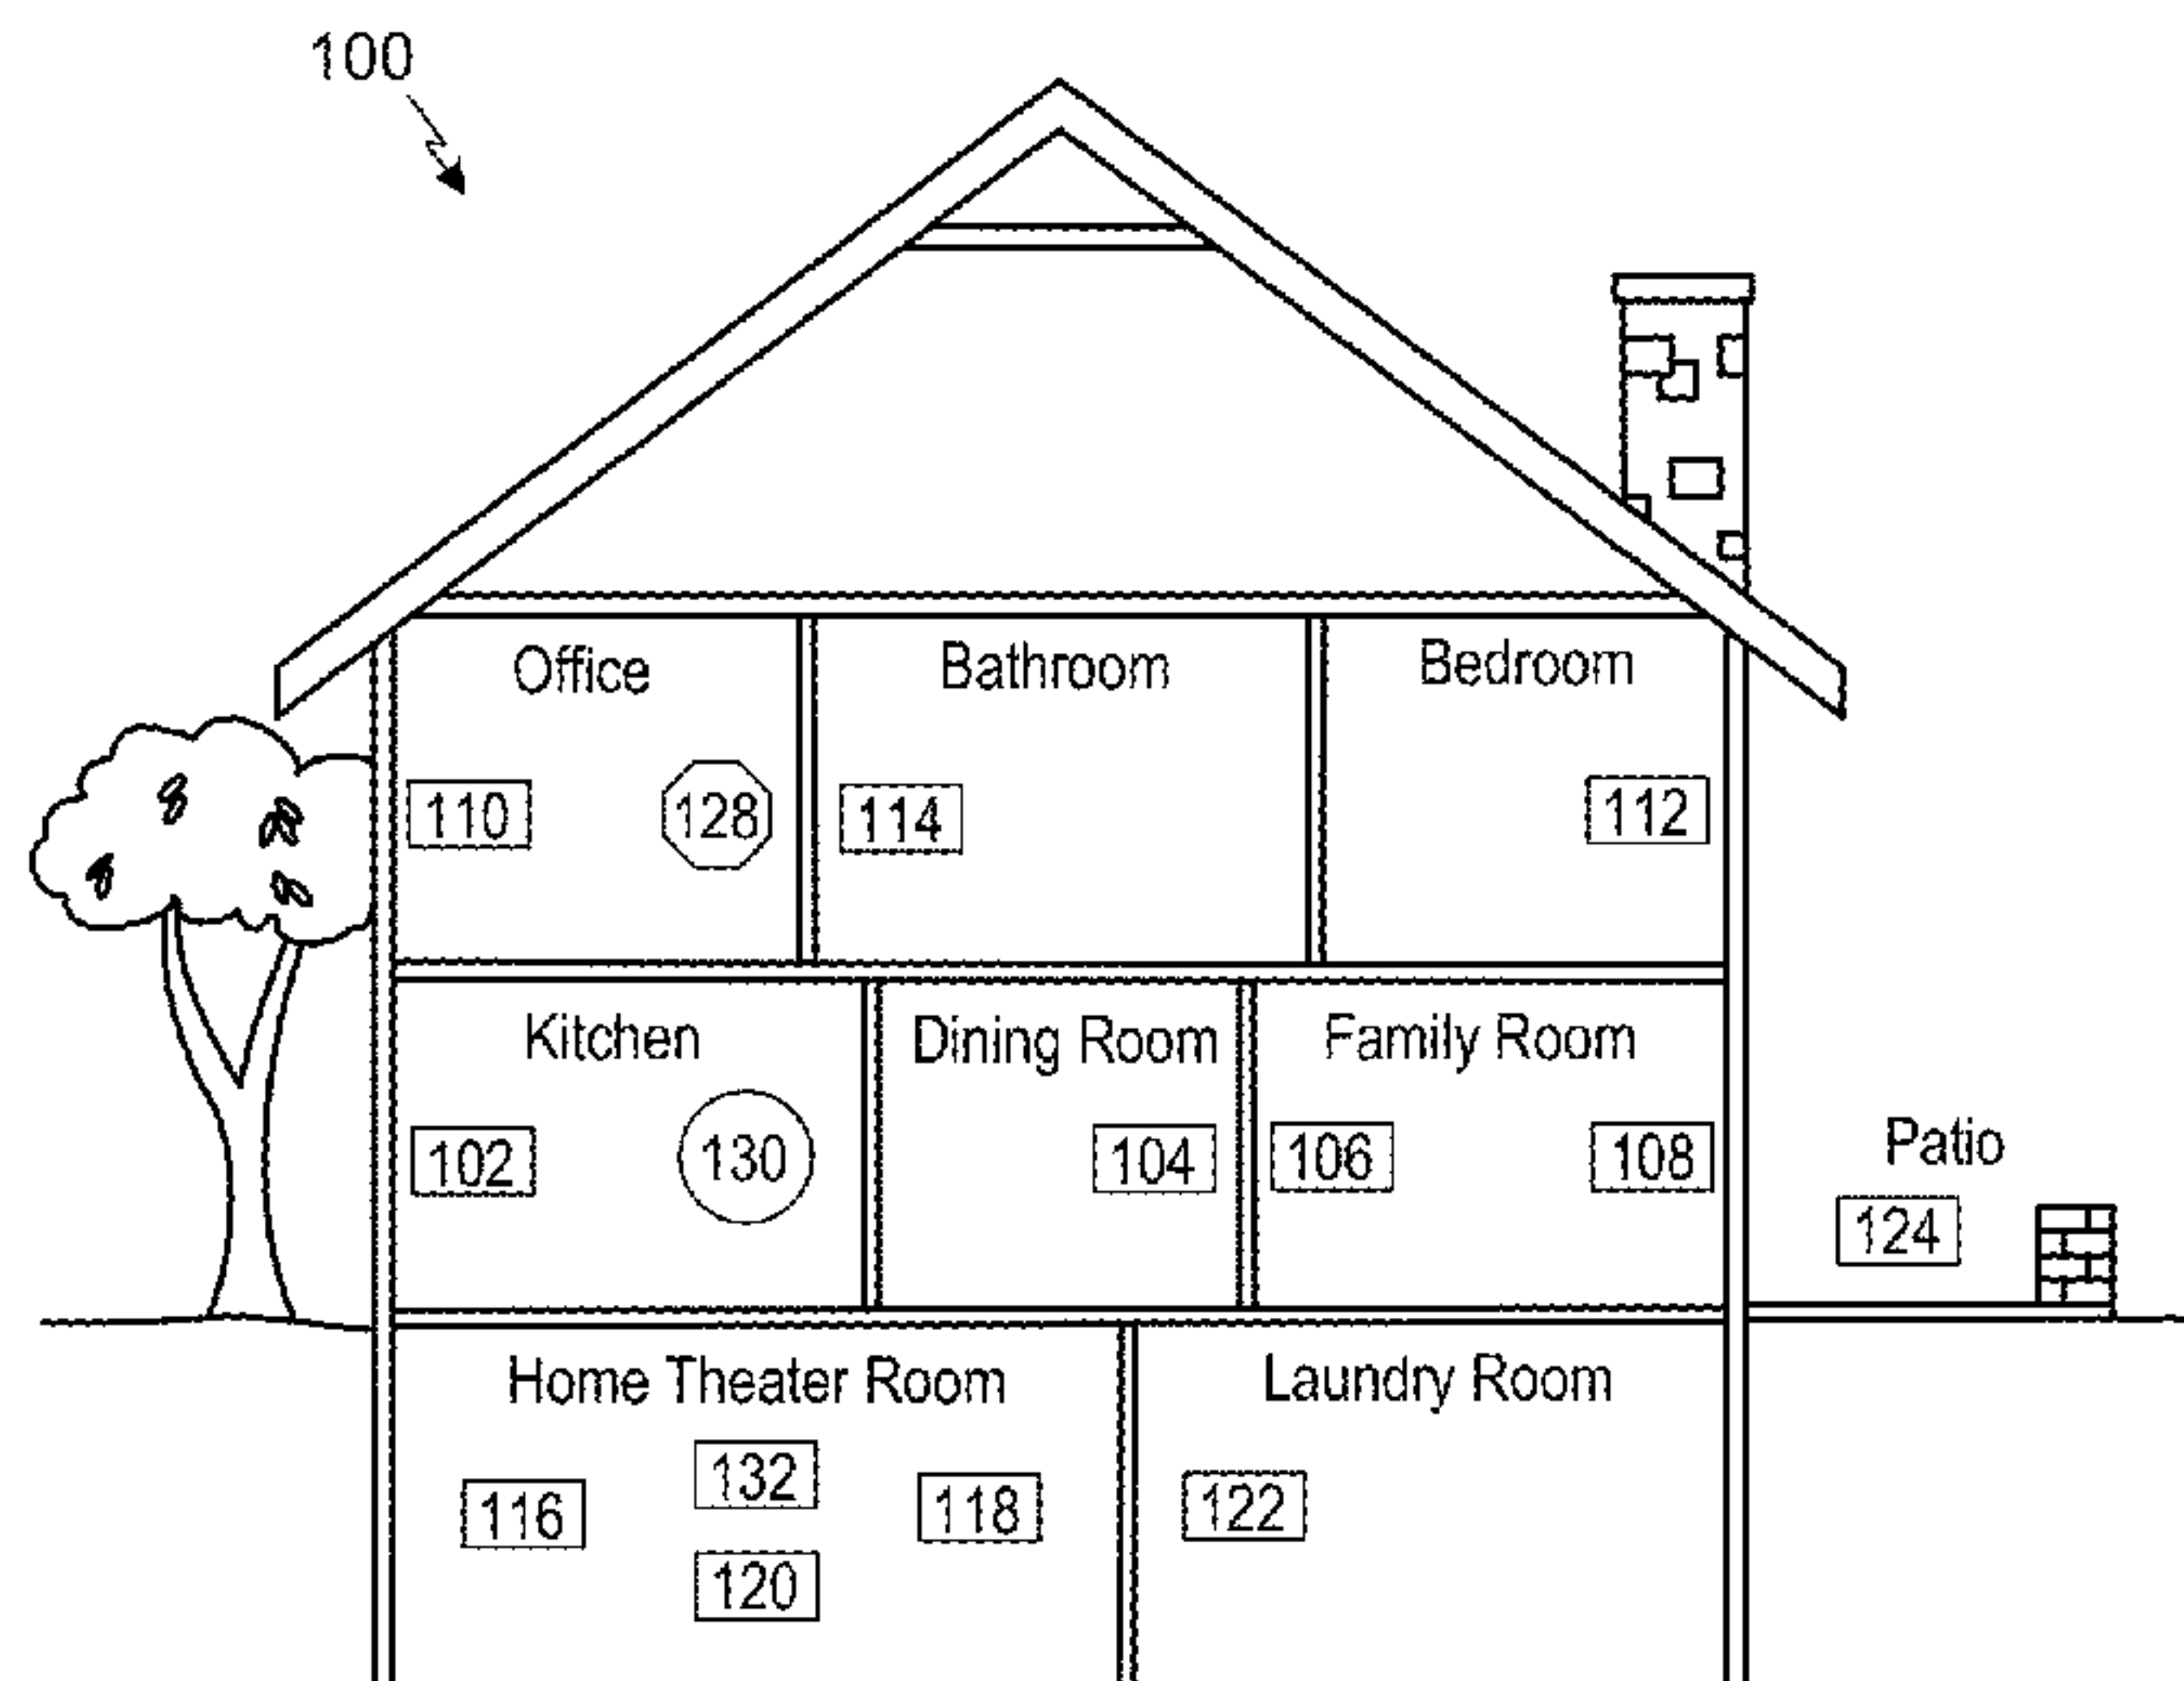 100
Office
Bathroom
Bedroom
110
128
114
112
Kitchen
Dining Room
Family Room
102
130
104
106
108
Patio
124
Home Theater Room
Laundry Room
132
116
118
122
120